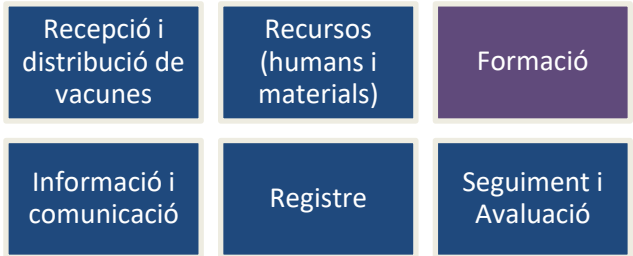 Recepció i
distribució de
vacunes
Recursos
(humans i
materials)
Formació
Informació i
comunicació
Registre
Seguiment i
Avaluació